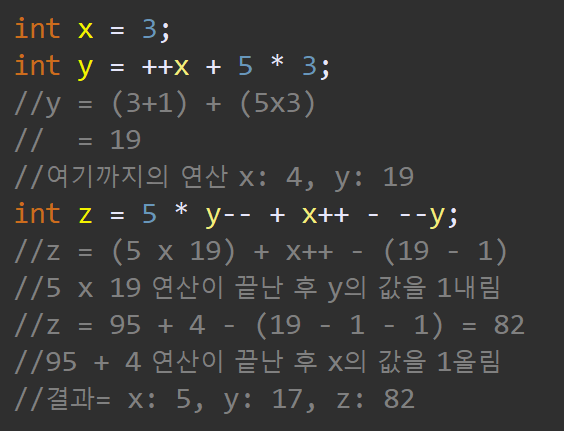 int x = 3;
int y = ++x + 5 * 3;
//y = (3+1) + (5x3)
//  = 19
//여기까지의 연산 x: 4, y: 19
int z = 5 * y-- + x++ - --y;
//z = (5 x 19) + x++ - (19 - 1)
//5 x 19 연산이 끝난 후 y의 값을 1내림
//z = 95 + 4 - (19 - 1 - 1) = 82
//95 + 4 연산이 끝난 후 x의 값을 1올림
//결과= x: 5, y: 17, z: 82